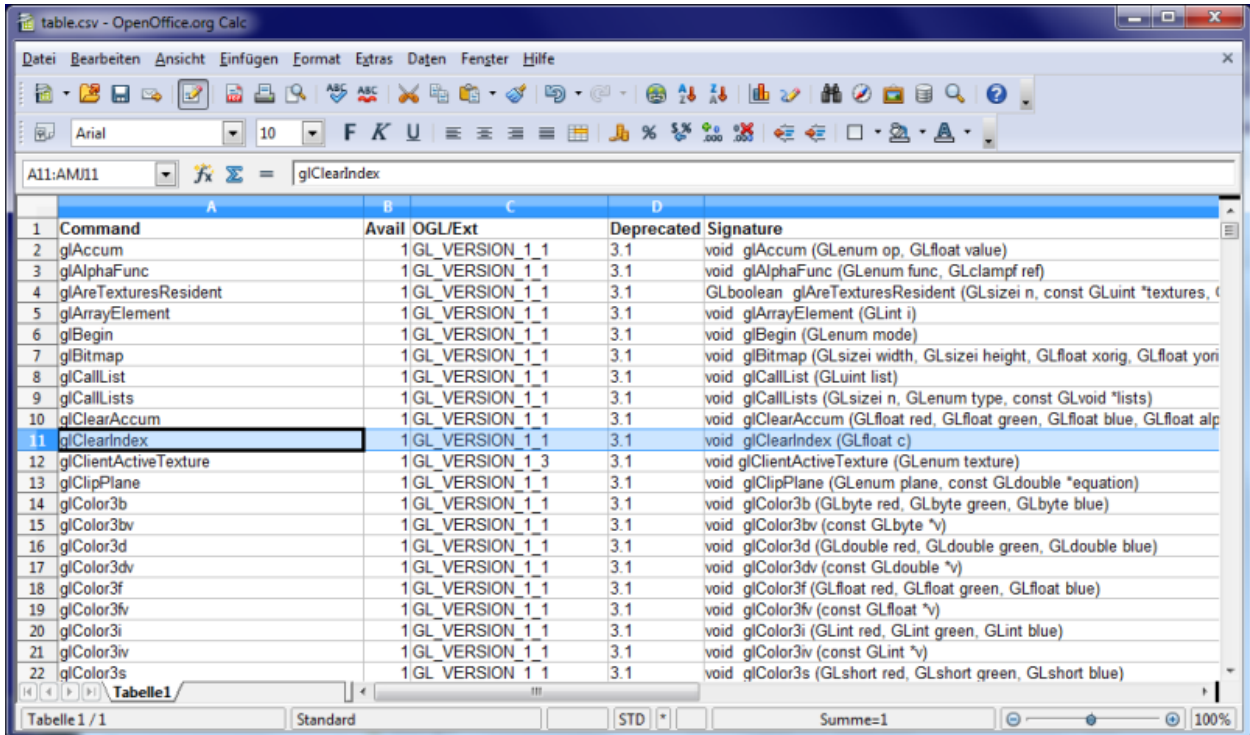 table.csv - OpenOffice.org Calc
Datei Bearbeiten Ansicht Einfügen Format Extras Daten Fenster Hilfe
Arial 10 F K U
A11:AMJ11 glClearIndex
A B C D
1 Command Avail OGL/Ext Deprecated Signature
2 glAccum 1 GL_VERSION_1_1 3.1 void glAccum (GLenum op, GLfloat value)
3 glAlphaFunc 1 GL_VERSION_1_1 3.1 void glAlphaFunc (GLenum func, GLclampf ref)
4 glAreTexturesResident 1 GL_VERSION_1_1 3.1 GLboolean glAreTexturesResident (GLsizei n, const GLuint *textures,
5 glArrayElement 1 GL_VERSION_1_1 3.1 void glArrayElement (GLint i)
6 glBegin 1 GL_VERSION_1_1 3.1 void glBegin (GLenum mode)
7 glBitmap 1 GL_VERSION_1_1 3.1 void glBitmap (GLsizei width, GLsizei height, GLfloat xorig, GLfloat yori
8 glCallList 1 GL_VERSION_1_1 3.1 void glCallList (GLuint list)
9 glCallLists 1 GL_VERSION_1_1 3.1 void glCallLists (GLsizei n, GLenum type, const GLvoid *lists)
10 glClearAccum 1 GL_VERSION_1_1 3.1 void glClearAccum (GLfloat red, GLfloat green, GLfloat blue, GLfloat alp
11 glClearIndex 1 GL_VERSION_1_1 3.1 void glClearIndex (GLfloat c)
12 glClientActiveTexture 1 GL_VERSION_1_3 3.1 void glClientActiveTexture (GLenum texture)
13 glClipPlane 1 GL_VERSION_1_1 3.1 void glClipPlane (GLenum plane, const GLdouble *equation)
14 glColor3b 1 GL_VERSION_1_1 3.1 void glColor3b (GLbyte red, GLbyte green, GLbyte blue)
15 glColor3bv 1 GL_VERSION_1_1 3.1 void glColor3bv (const GLbyte *v)
16 glColor3d 1 GL_VERSION_1_1 3.1 void glColor3d (GLdouble red, GLdouble green, GLdouble blue)
17 glColor3dv 1 GL_VERSION_1_1 3.1 void glColor3dv (const GLdouble *v)
18 glColor3f 1 GL_VERSION_1_1 3.1 void glColor3f (GLfloat red, GLfloat green, GLfloat blue)
19 glColor3fv 1 GL_VERSION_1_1 3.1 void glColor3fv (const GLfloat *v)
20 glColor3i 1 GL_VERSION_1_1 3.1 void glColor3i (GLint red, GLint green, GLint blue)
21 glColor3iv 1 GL_VERSION_1_1 3.1 void glColor3iv (const GLint *v)
22 glColor3s 1 GL_VERSION_1_1 3.1 void glColor3s (GLshort red, GLshort green, GLshort blue)
Tabelle1
Tabelle 1 / 1 Standard STD * Summe=1 100%